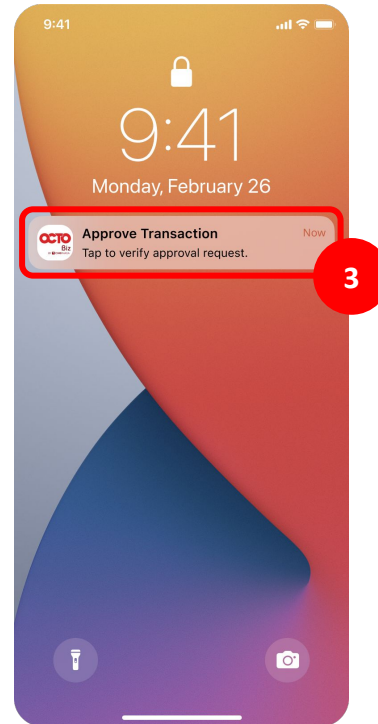 9:41
9:41
Monday, February 26
OCTO
Biz
Approve Transaction
Now
Tap to verify approval request.
3